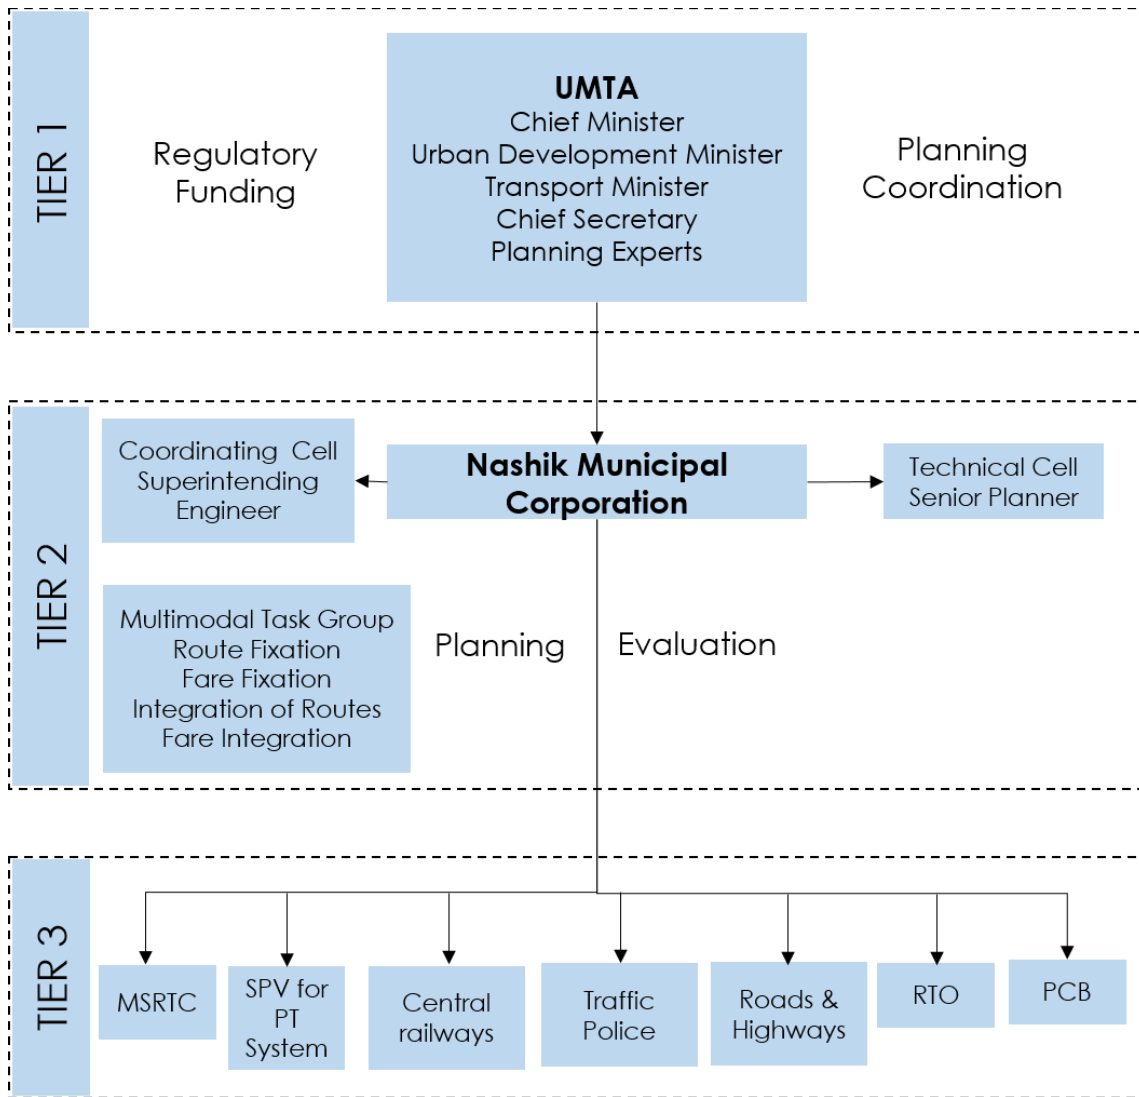 TIER 1
Regulatory
Funding
UMTA
Chief Minister
Urban Development Minister
Transport Minister
Chief Secretary
Planning Experts
Planning
Coordination
TIER 2
Coordinating Cell
Superintending
Engineer
Nashik Municipal
Corporation
Technical Cell
Senior Planner
Multimodal Task Group
Route Fixation
Fare Fixation
Integration of Routes
Fare Integration
Planning
Evaluation
TIER 3
MSRTC
SPV for
PT
System
Central
railways
Traffic
Police
Roads &
Highways
RTO
PCB